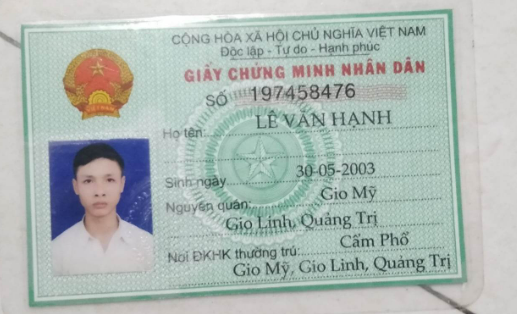 CỘNG HÒA XÃ HỘI CHỦ NGHĨA VIỆT NAM
Độc lập - Tự do - Hạnh phúc
GIẤY CHỨNG MINH NHÂN DÂN
SỐ 197458476
Họ tên: LÊ VĂN HẠNH
Sinh ngày 30-05-2003
Nguyên quán: Gio Mỹ
Gio Linh, Quảng Trị
Nơi ĐKHK thường trú: Cẩm Phổ
Gio Mỹ, Gio Linh, Quảng Trị